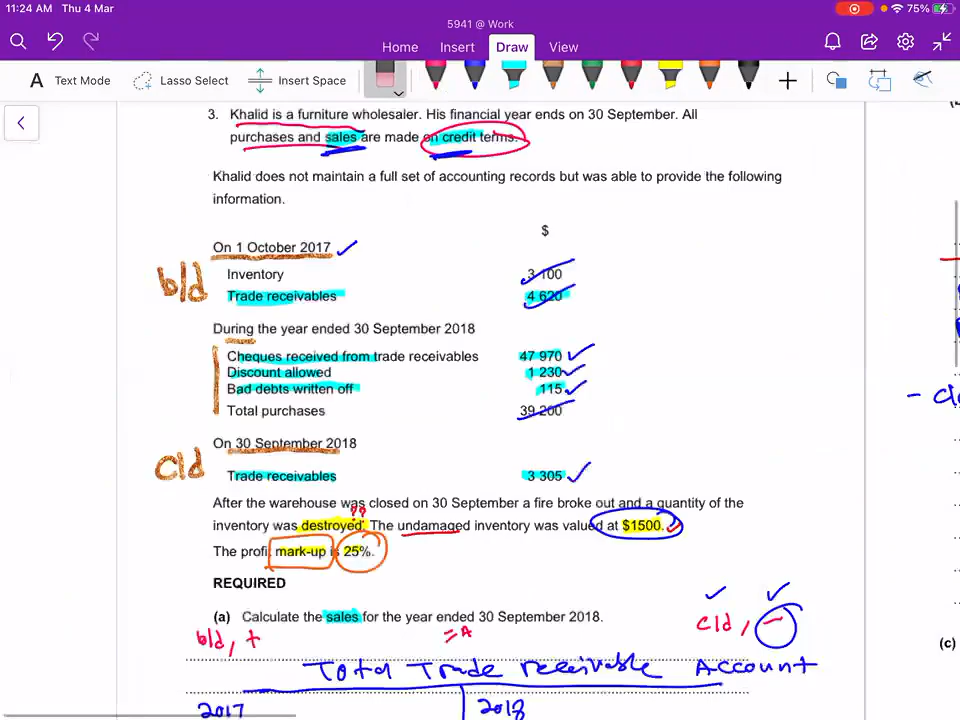 11:24 AM Thu 4 Mar
75%
5941 @ Work
Home Insert Draw View
A Text Mode Lasso Select Insert Space
3. Khalid is a furniture wholesaler. His financial year ends on 30 September. All
purchases and sales are made on credit terms.
Khalid does not maintain a full set of accounting records but was able to provide the following
information.
$
On 1 October 2017
b/d
Inventory 3 100
Trade receivables 4 620
During the year ended 30 September 2018
Cheques received from trade receivables 47 970
Discount allowed 1 230
Bad debts written off 115
Total purchases 39 200
On 30 September 2018
c/d
Trade receivables 3 305
After the warehouse was closed on 30 September a fire broke out and a quantity of the
??
inventory was destroyed. The undamaged inventory was valued at $1500.
The profit mark-up is 25%.
REQUIRED
(a) Calculate the sales for the year ended 30 September 2018.
b/d, + =A c/d, −
(c)
Total Trade receivable Account
2017 2018